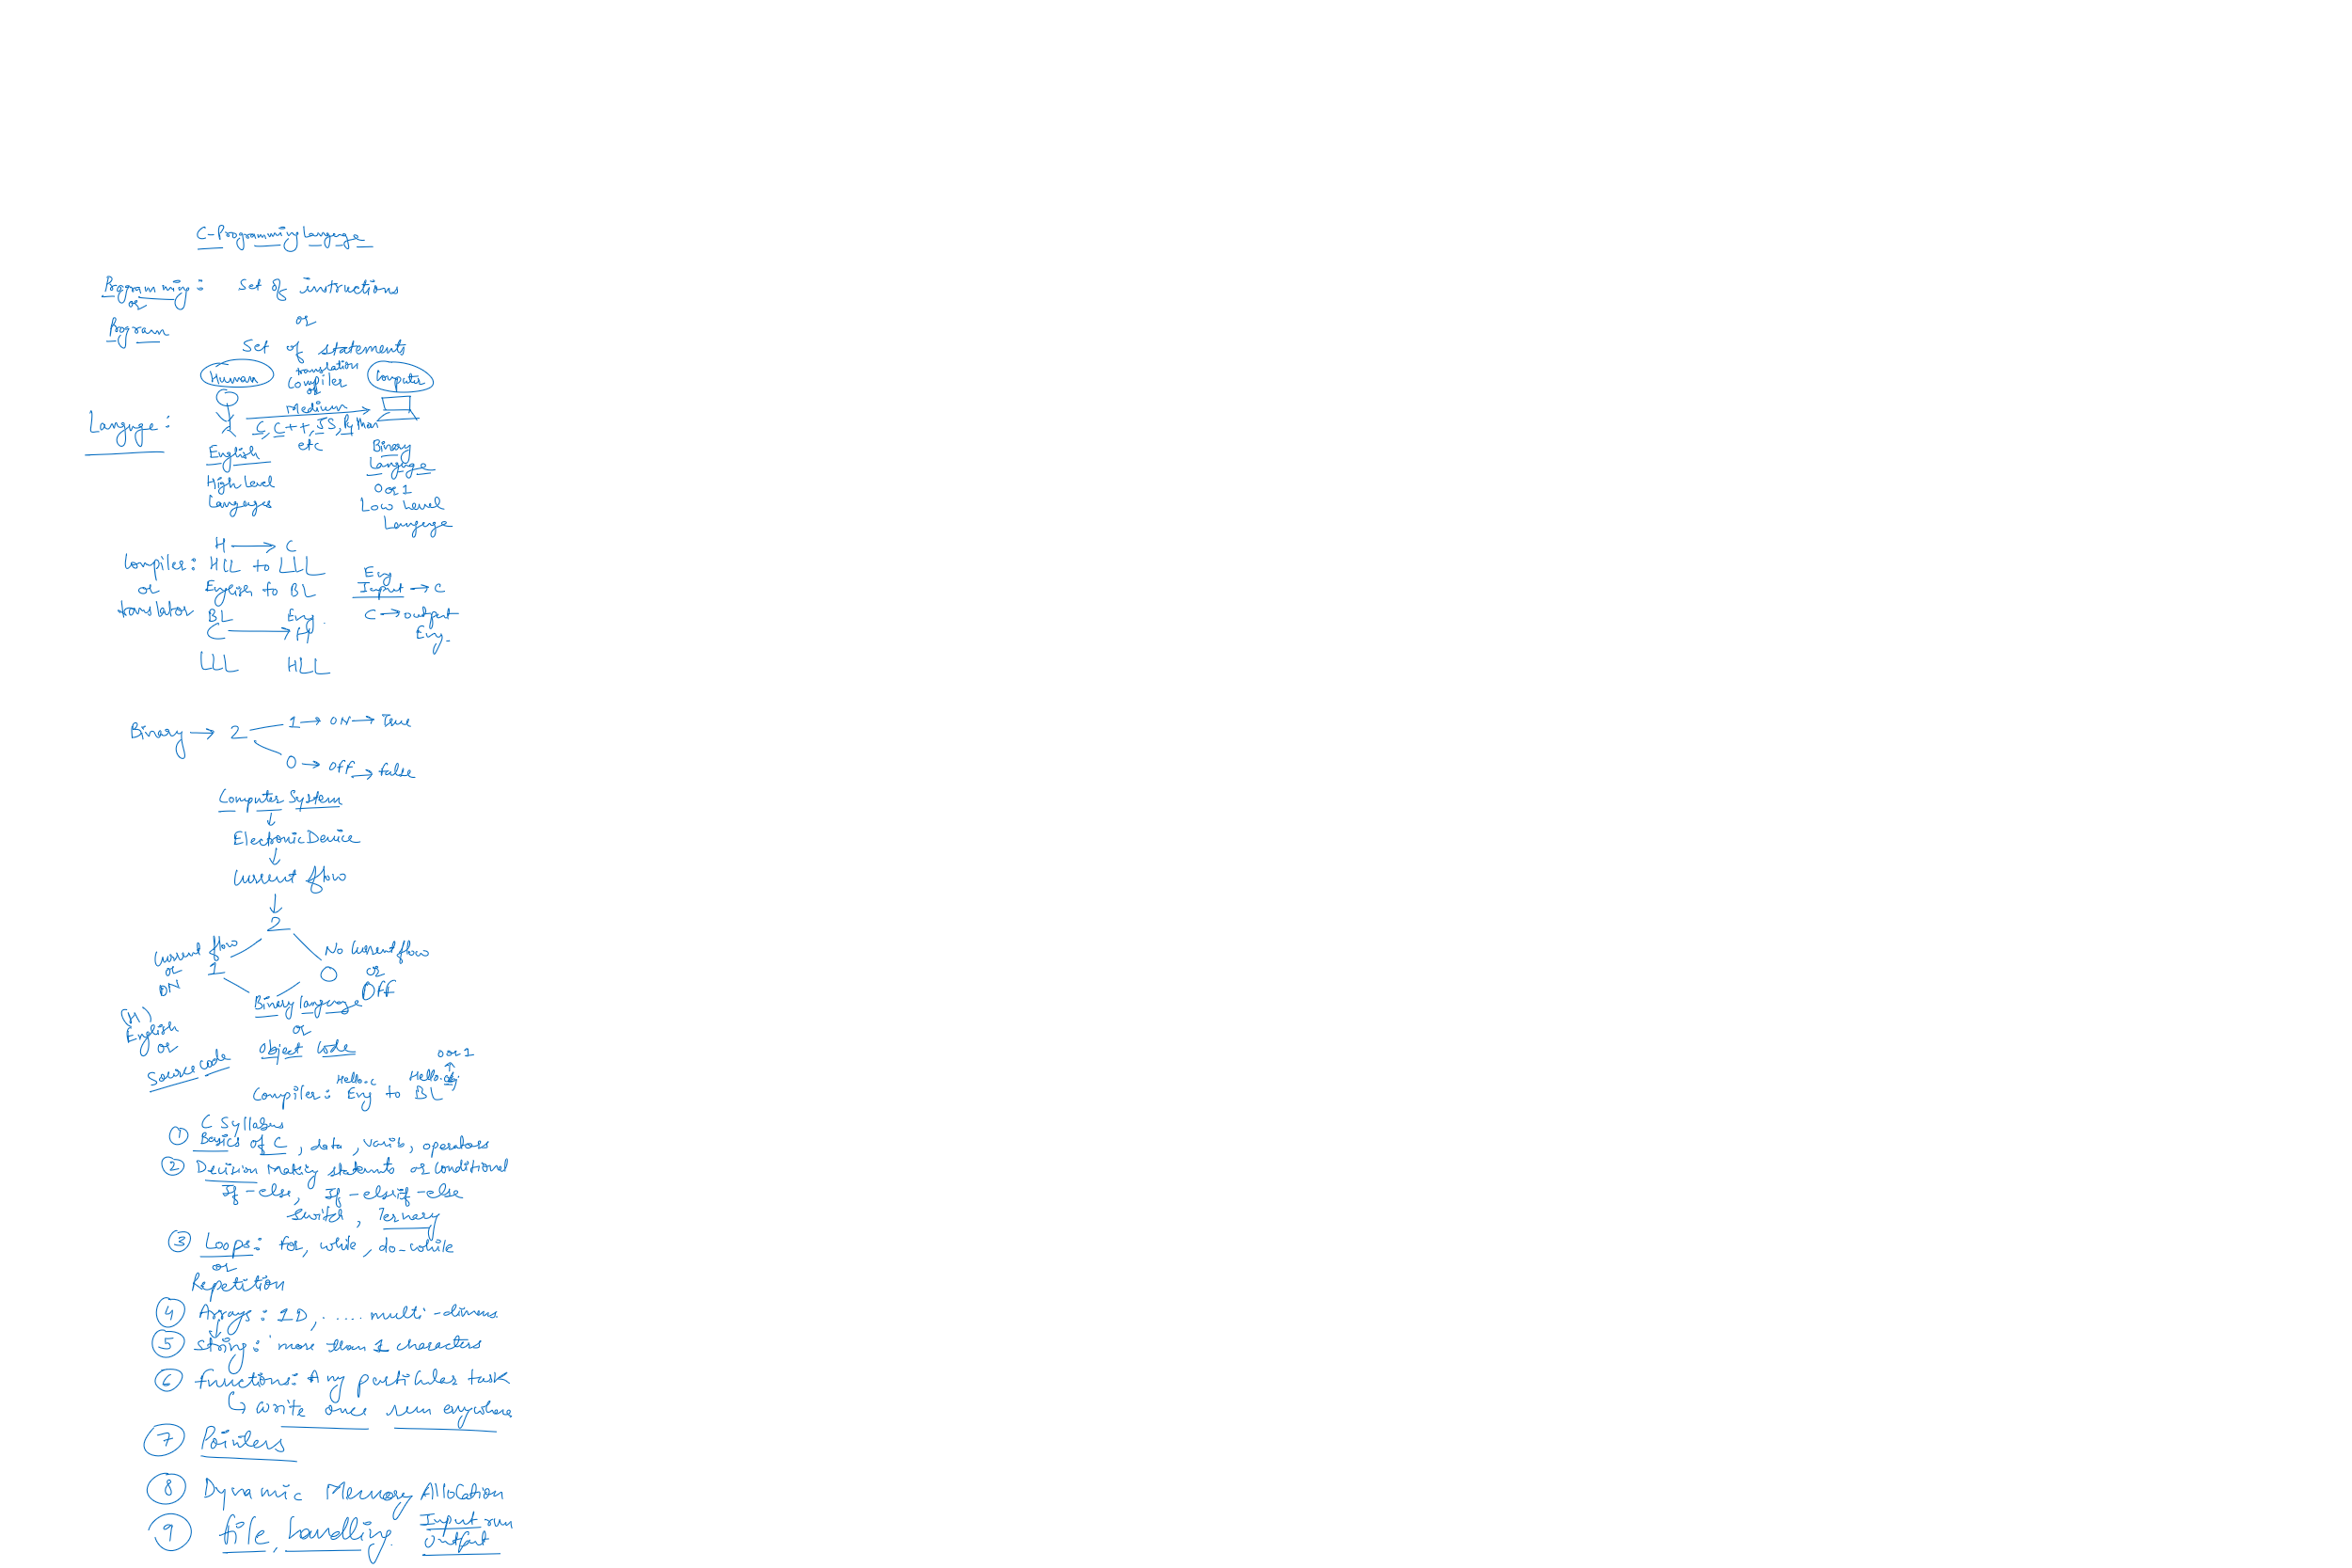 C-Programming Language
Programming : Set of instructions
or
Program
or
Set of statements
Human translation Computer
Compiler
or
Medium
Languge :
C, C++, JS, Python
etc
English
High Level
Languages
Binary
Language
0 or 1
Low Level
Language
H → C
Compiler : HLL to LLL
or English to BL
translator BL Eng.
C → H
LLL HLL
Eng
Input → C
C → output
Eng.
Binary → 2
1 → ON → True
0 → OFF → false
Computer System
↓
Electronic Device
↓
Current flow
↓
2
Current flow
or 1
ON
No Current flow
0 or
OFF
Binary language
or
Object Code
(H)
English
or
Source code
0 or 1
Hello.c Hello.obj
Compiler : Eng to BL
C Syllabus
① Basics of C, data, varib, operators
② Decision Making statemnts or conditional
If-else, If-elseif-else
Switch, Ternary
③ Loops : for, while, do-while
or
Repetition
④ Arrays : 1D, ..... multi-dimens.
⑤ String : more than 1 characters
⑥ functions : Any particular task
↳ write once run enywhere
⑦ Pointers
⑧ Dynamic Memory Allocation
⑨ file, handling. Input run
Output